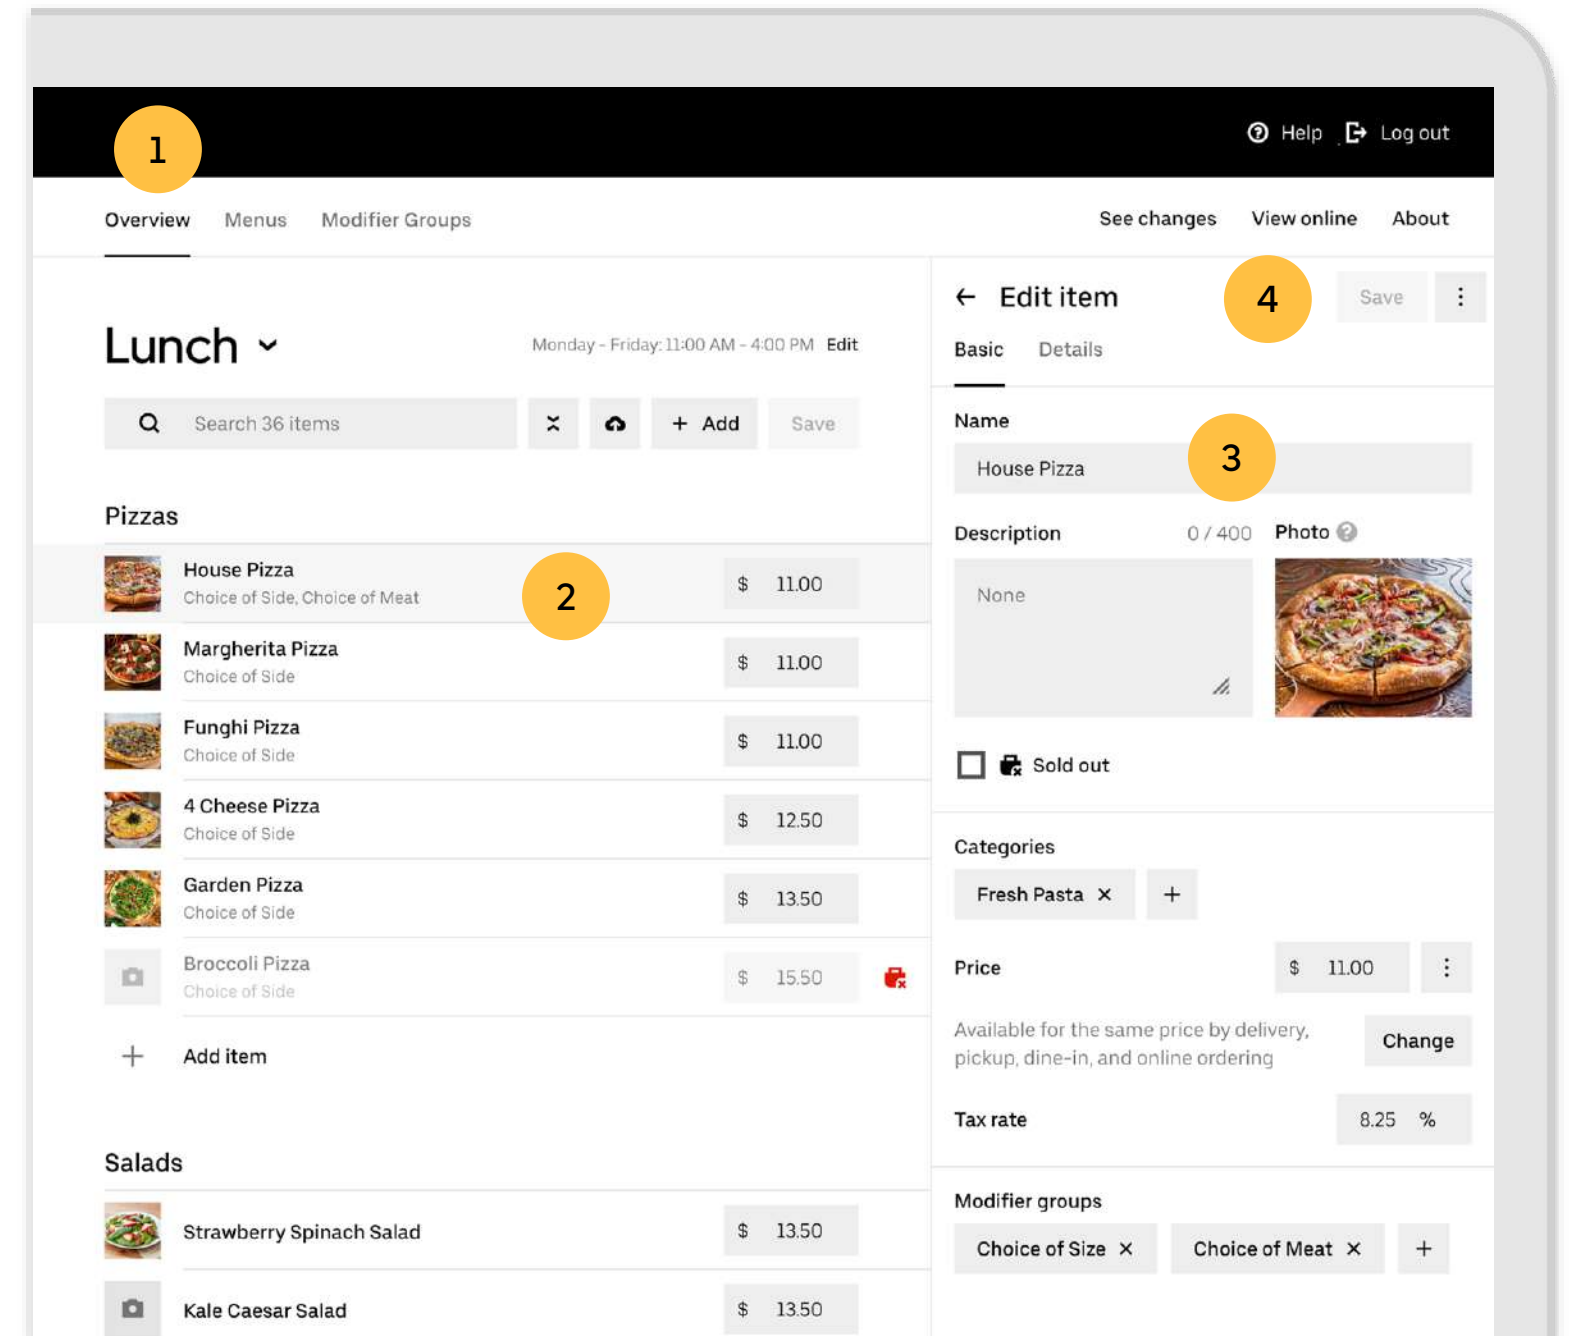 1
Help
Log out
Overview Menus Modifier Groups
See changes View online About
Lunch
Monday - Friday: 11:00 AM - 4:00 PM Edit
Search 36 items
+ Add
Save
Pizzas
House Pizza
Choice of Side, Choice of Meat
2
$ 11.00
Margherita Pizza
Choice of Side
$ 11.00
Funghi Pizza
Choice of Side
$ 11.00
4 Cheese Pizza
Choice of Side
$ 12.50
Garden Pizza
Choice of Side
$ 13.50
Broccoli Pizza
Choice of Side
$ 15.50
+ Add item
Salads
Strawberry Spinach Salad
$ 13.50
Kale Caesar Salad
$ 13.50
← Edit item
4
Save
Basic Details
Name
House Pizza
3
Description 0 / 400
None
Photo ?
Sold out
Categories
Fresh Pasta × +
Price
$ 11.00
Available for the same price by delivery,
pickup, dine-in, and online ordering
Change
Tax rate
8.25 %
Modifier groups
Choice of Size × Choice of Meat × +